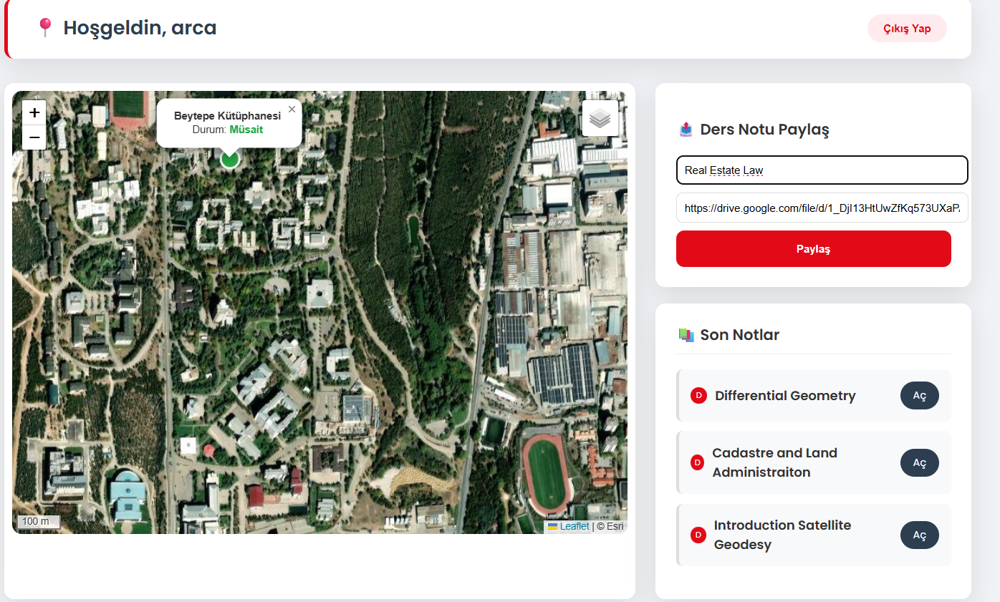 Hoşgeldin, arca
Çıkış Yap
+
−
Beytepe Kütüphanesi
×
Durum: Müsait
100 m
Leaflet | © Esri
Ders Notu Paylaş
Real Estate Law
https://drive.google.com/file/d/1_DjI13HtUwZfKq573UXaP
Paylaş
Son Notlar
D Differential Geometry Aç
D Cadastre and Land
Administraiton
Aç
D Introduction Satellite
Geodesy
Aç